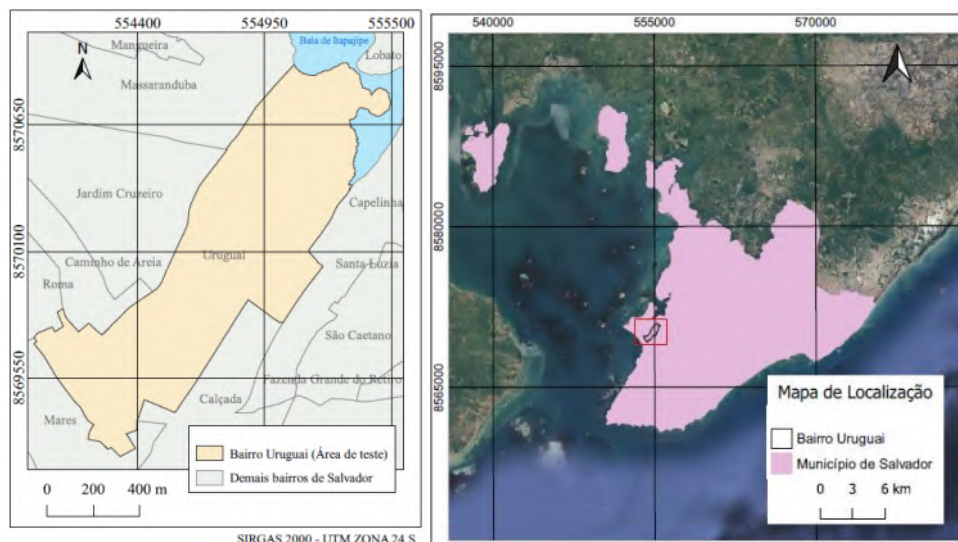 554400
554950
555500
8570650
8570100
8569550
N
Mangueira
Baía de Itapajipe
Lobato
Massaranduba
Jardim Cruzeiro
Capelinha
Uruguai
Caminho de Areia
Santa Luzia
Roma
São Caetano
Fazenda Grande do Retiro
Calçada
Mares
Bairro Uruguai (Área de teste)
Demais bairros de Salvador
0 200 400 m
SIRGAS 2000 - UTM ZONA 24 S
540000
555000
570000
8595000
8580000
8565000
Mapa de Localização
Bairro Uruguai
Município de Salvador
0 3 6 km